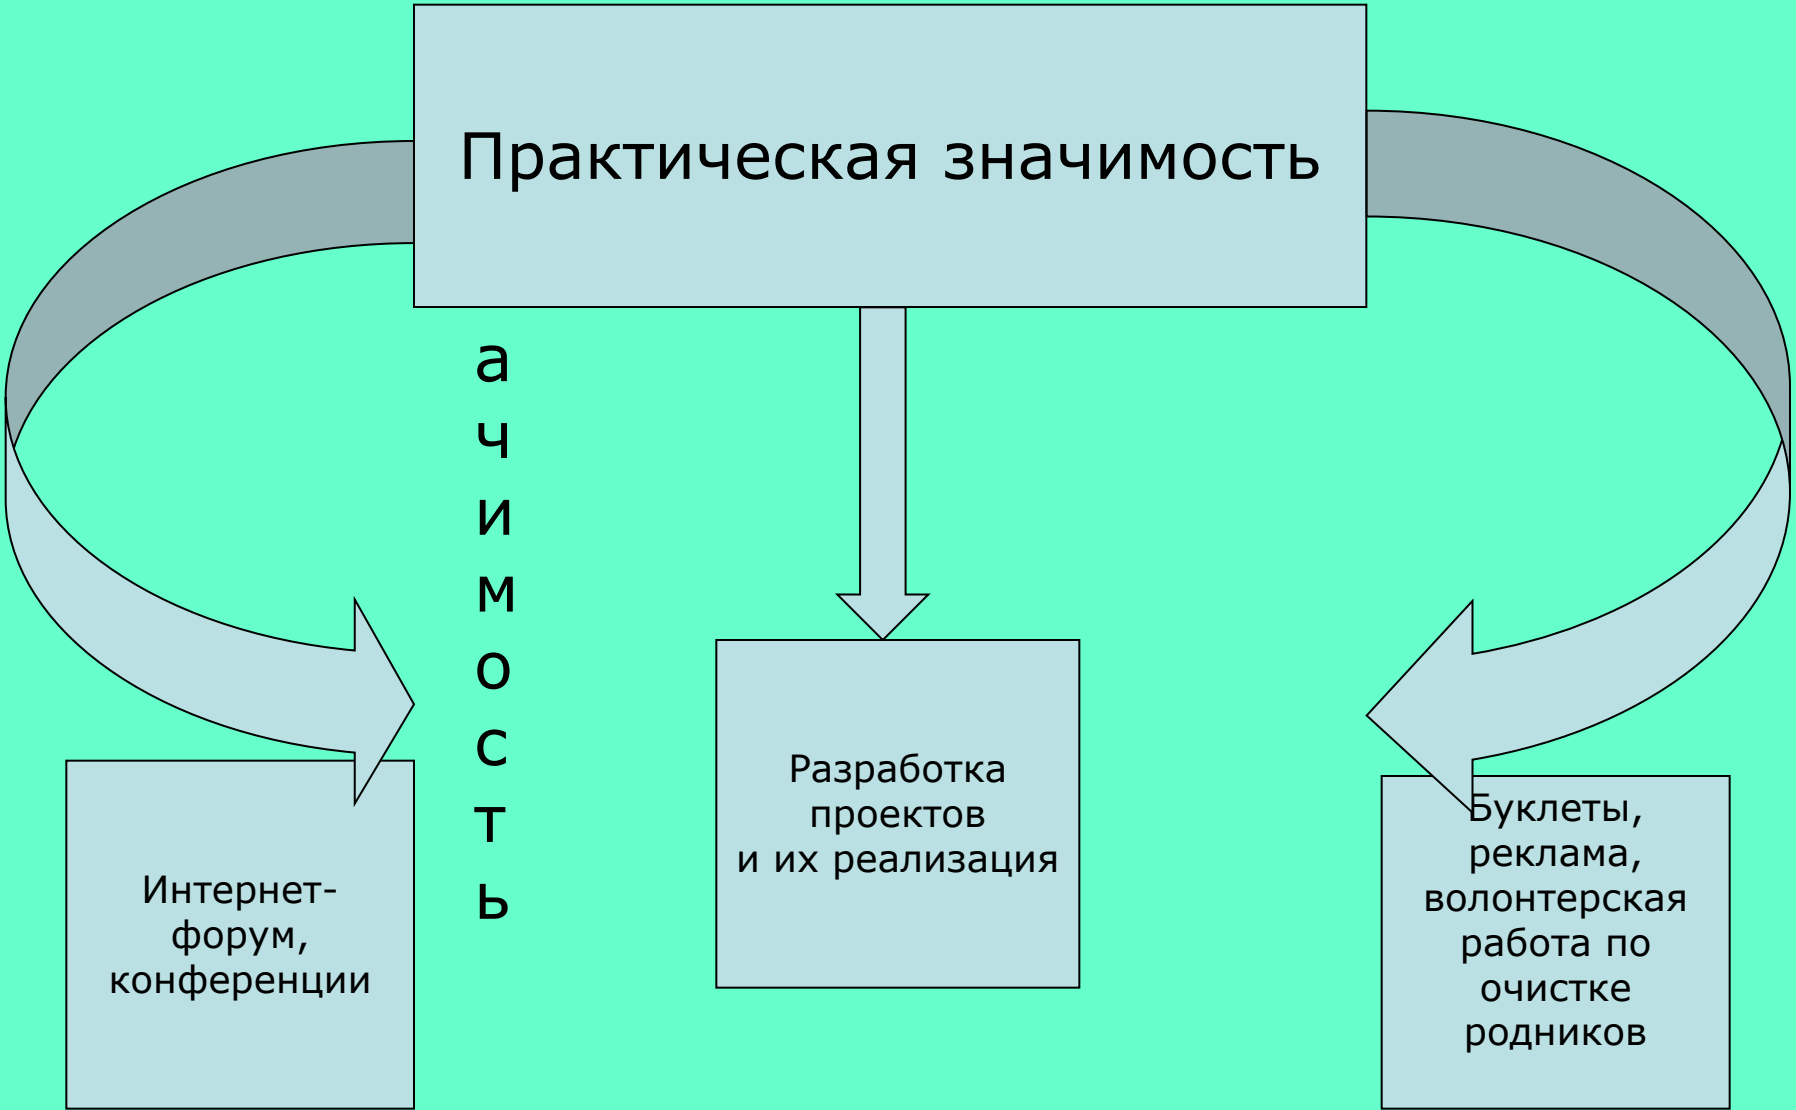 Практическая значимость
а
ч
и
м
о
с
т
ь
Интернет-
форум,
конференции
Разработка
проектов
и их реализация
Буклеты,
реклама,
волонтерская
работа по
очистке
родников